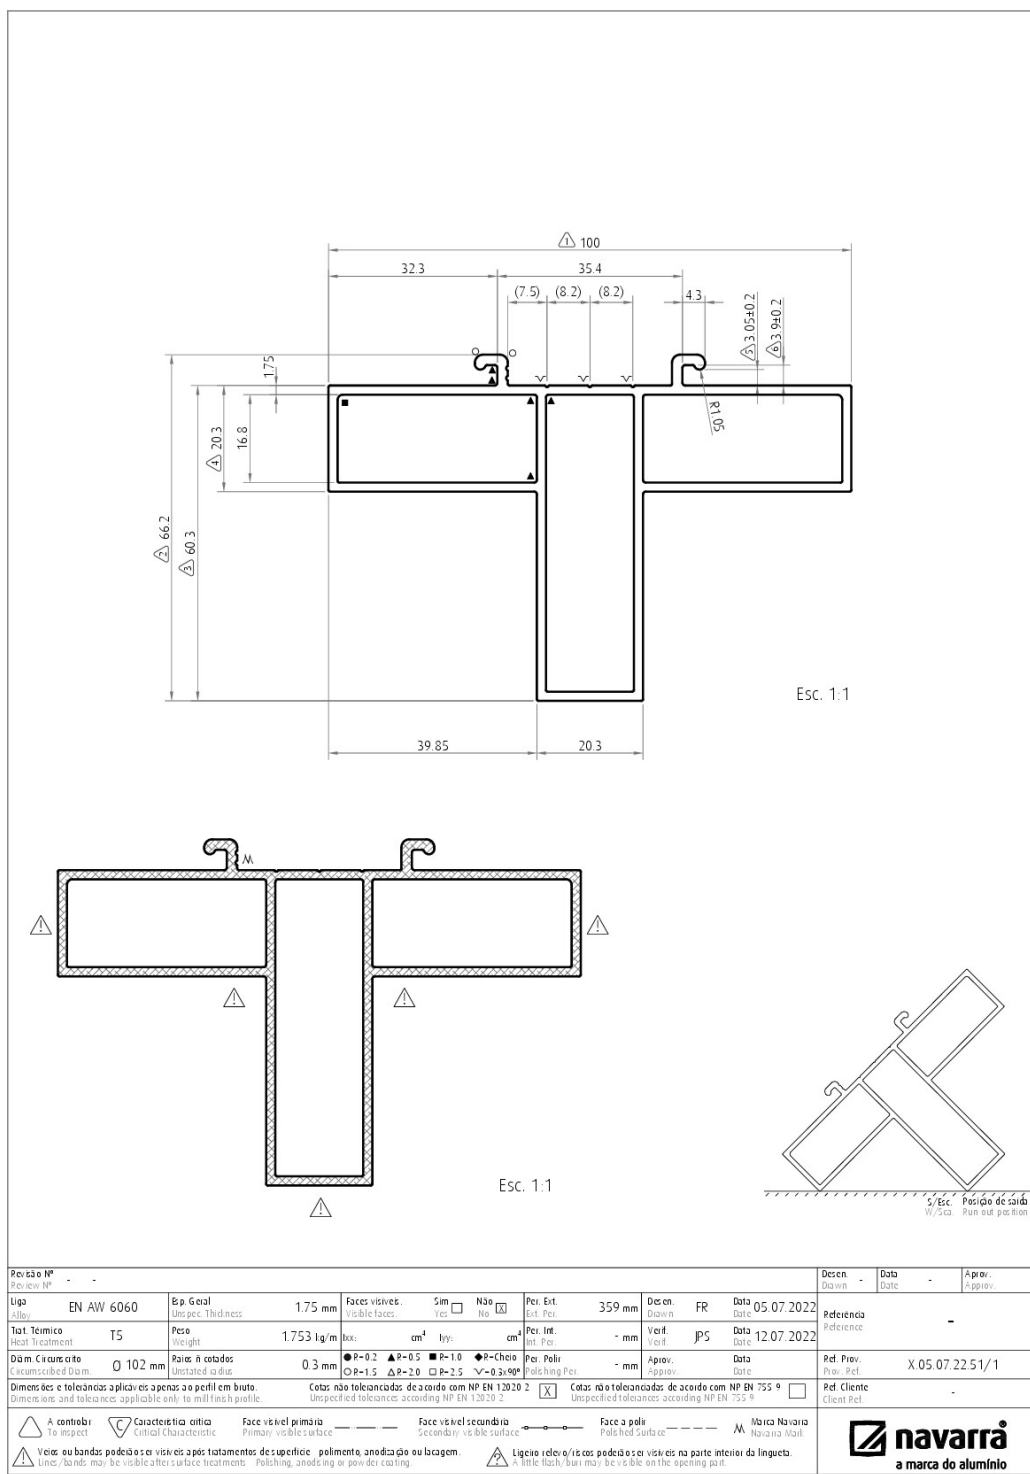 1 100
32.3 35.4
(7.5) (8.2) (8.2) 4.3
5 3.05±0.2
6 3.9±0.2
1.75
R1.05
4 20.3
16.8
2 66.2
3 60.3
Esc. 1:1
39.85 20.3
Esc. 1:1
S/Esc. Posição de saída
W/Sca. Run out position
Revisão Nº - -
Review Nº
Desen. - Data - Aprov.
Drawn Date Approv.
Liga EN AW 6060 Esp. Geral 1.75 mm Faces visíveis. Sim Não X Per. Ext. 359 mm Desen. FR Data 05.07.2022
Alloy Unspec. Thickness Visible faces. Yes No Ext. Per. Drawn Date
Referência -
Reference
Trat. Térmico T5 Peso 1.753 kg/m Ixx: cm⁴ Iyy: cm⁴ Per. Int. - mm Verif. JPS Data 12.07.2022
Heat Treatment Weight Int. Per. Verif. Date
Diâm. Circunscrito Ø 102 mm Raios ñ cotados 0.3 mm ●R-0.2 ▲R-0.5 ■R-1.0 ◆R-Cheio Per. Polir - mm Aprov. Data Ref. Prov. X.05.07.22.51/1
Circumscribed Diam. Unstated radius ○R-1.5 △R-2.0 □R-2.5 -0.3x90° Polishing Per. Approv. Date Prov. Ref.
Dimensões e tolerâncias aplicáveis apenas ao perfil em bruto. Cotas não toleranciadas de acordo com NP EN 12020 2 X Cotas não toleranciadas de acordo com NP EN 755 9 Ref. Cliente -
Dimensions and tolerances applicable only to mill finish profile. Unspecified tolerances according NP EN 12020 2 Unspecified tolerances according NP EN 755 9 Client Ref.
A controlar C Característica crítica Face visível primária Face visível secundária Face a polir Marca Navarra
To inspect Critical Characteristic Primary visible surface Secondary visible surface Polished Surface Navarra Mark
Veios ou bandas poderão ser visíveis após tratamentos de superfície polimento, anodização ou lacagem. Ligeiro relevo/riscos poderão ser visíveis na parte interior da lingueta.
Lines/bands may be visible after surface treatments Polishing, anodising or powder coating. A little flash/burr may be visible on the opening part.
navarra
a marca do alumínio